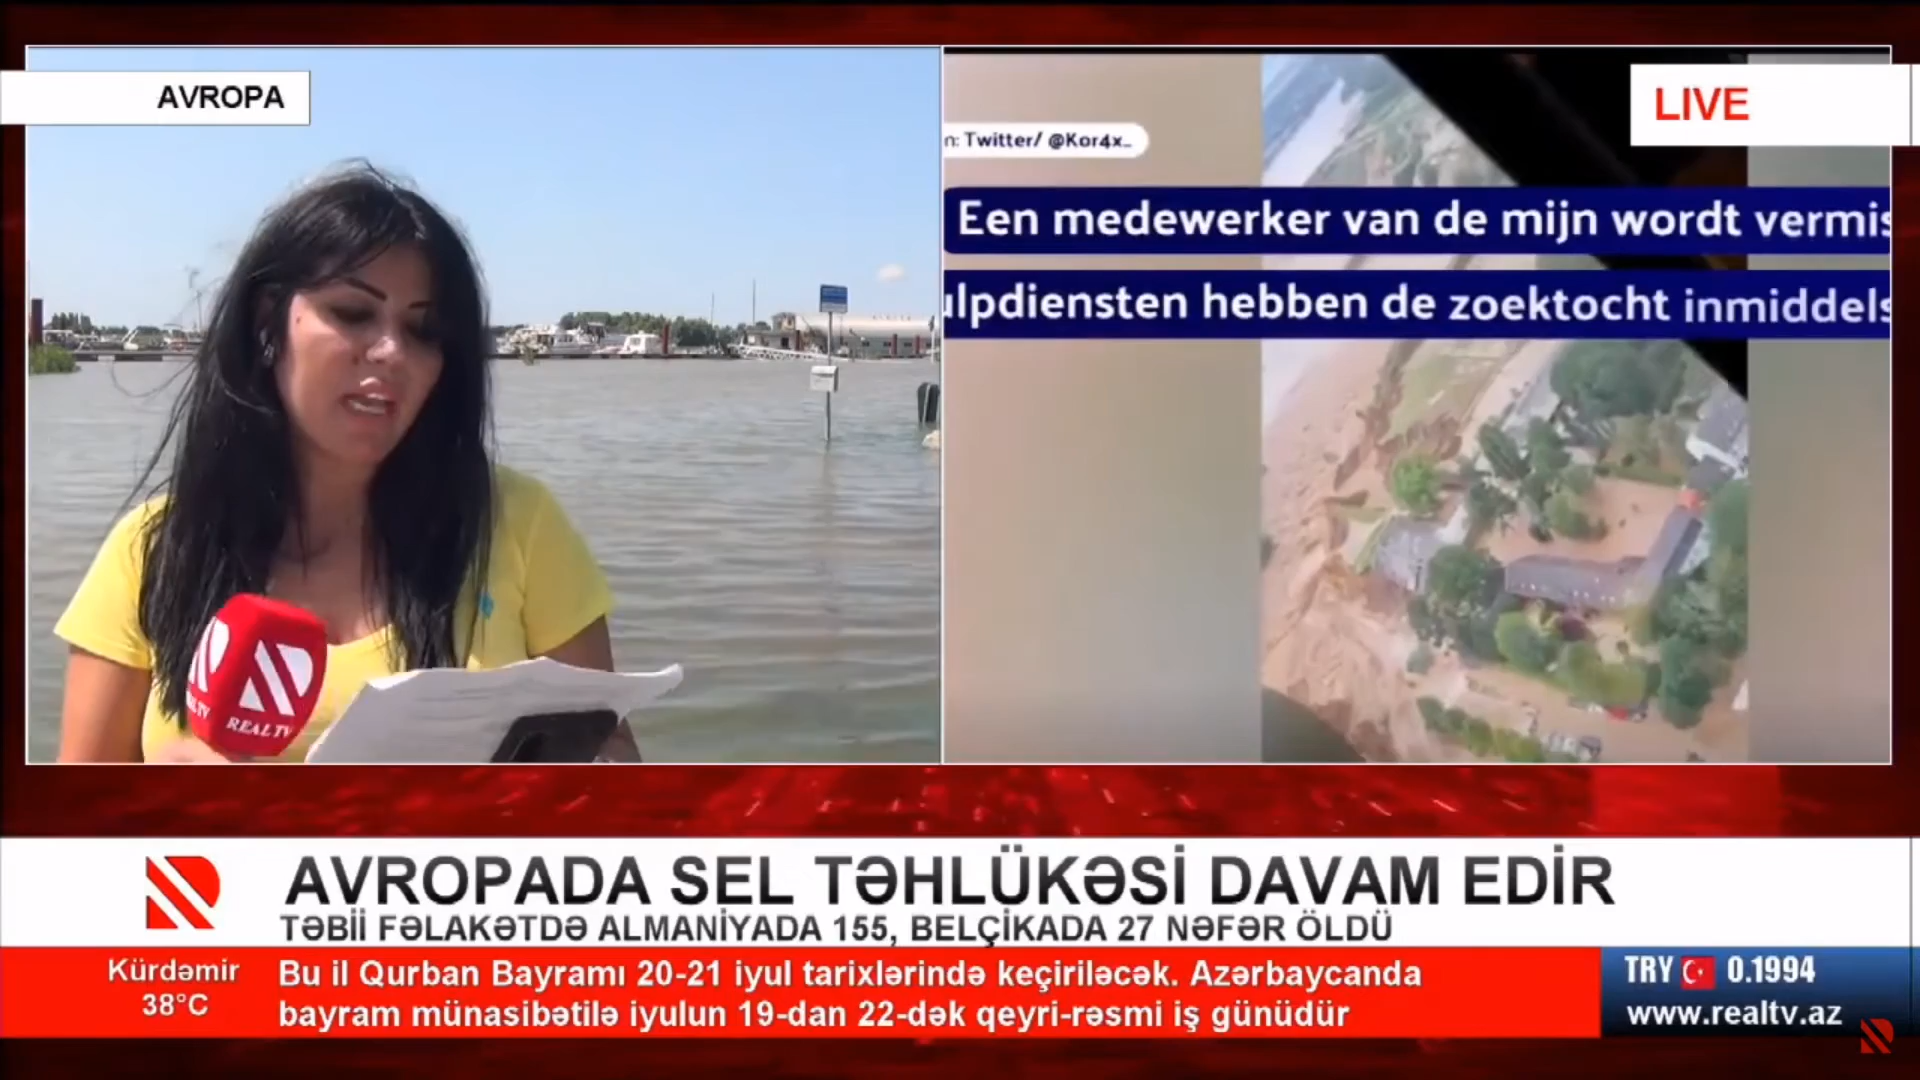 AVROPA
LIVE
n: Twitter/ @Kor4x_
Een medewerker van de mijn wordt vermis
ulpdiensten hebben de zoektocht inmiddels
REAL TV
AVROPADA SEL TƏHLÜKƏSİ DAVAM EDİR
TƏBİİ FƏLAKƏTDƏ ALMANİYADA 155, BELÇİKADA 27 NƏFƏR ÖLDÜ
Kürdəmir
38°C
Bu il Qurban Bayramı 20-21 iyul tarixlərində keçiriləcək. Azərbaycanda
bayram münasibətilə iyulun 19-dan 22-dək qeyri-rəsmi iş günüdür
TRY 0.1994
www.realtv.az